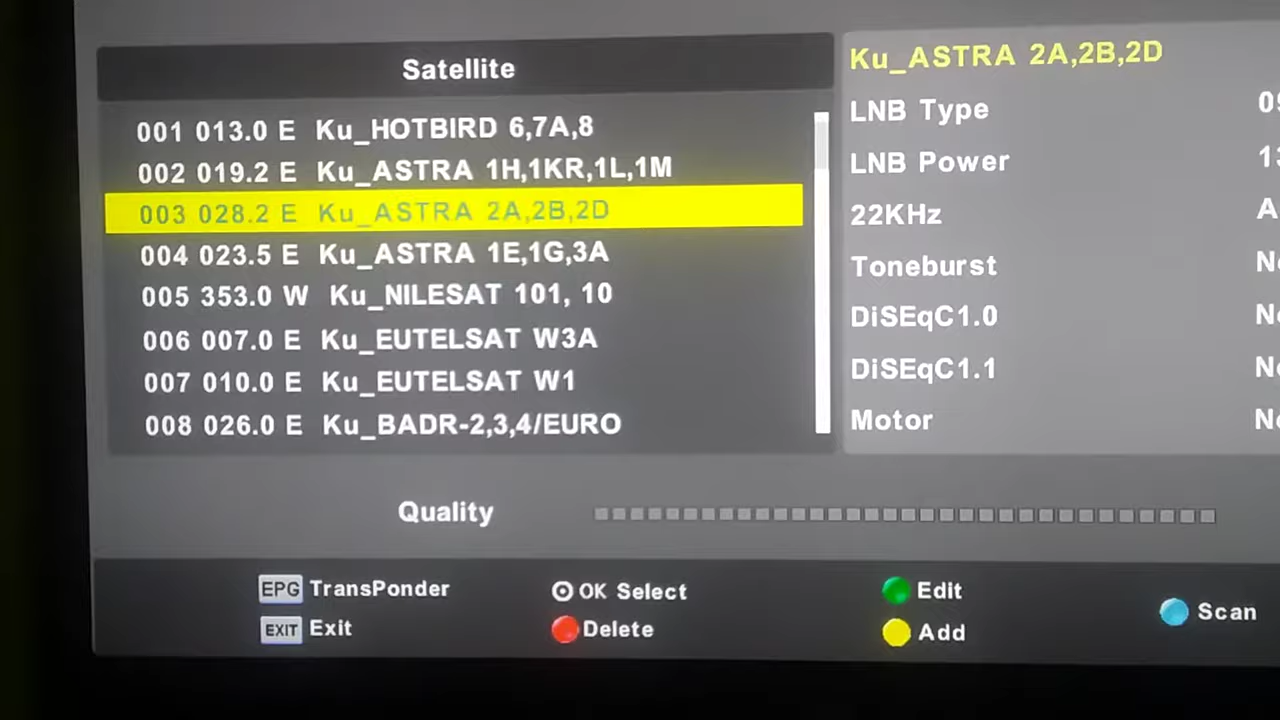 Satellite
001 013.0 E Ku_HOTBIRD 6,7A,8
002 019.2 E Ku_ASTRA 1H,1KR,1L,1M
003 028.2 E Ku_ASTRA 2A,2B,2D
004 023.5 E Ku_ASTRA 1E,1G,3A
005 353.0 W Ku_NILESAT 101, 10
006 007.0 E Ku_EUTELSAT W3A
007 010.0 E Ku_EUTELSAT W1
008 026.0 E Ku_BADR-2,3,4/EURO
Ku_ASTRA 2A,2B,2D
LNB Type
LNB Power
22KHz
Toneburst
DiSEqC1.0
DiSEqC1.1
Motor
Quality
EPG TransPonder
OK Select
Edit
Scan
EXIT Exit
Delete
Add